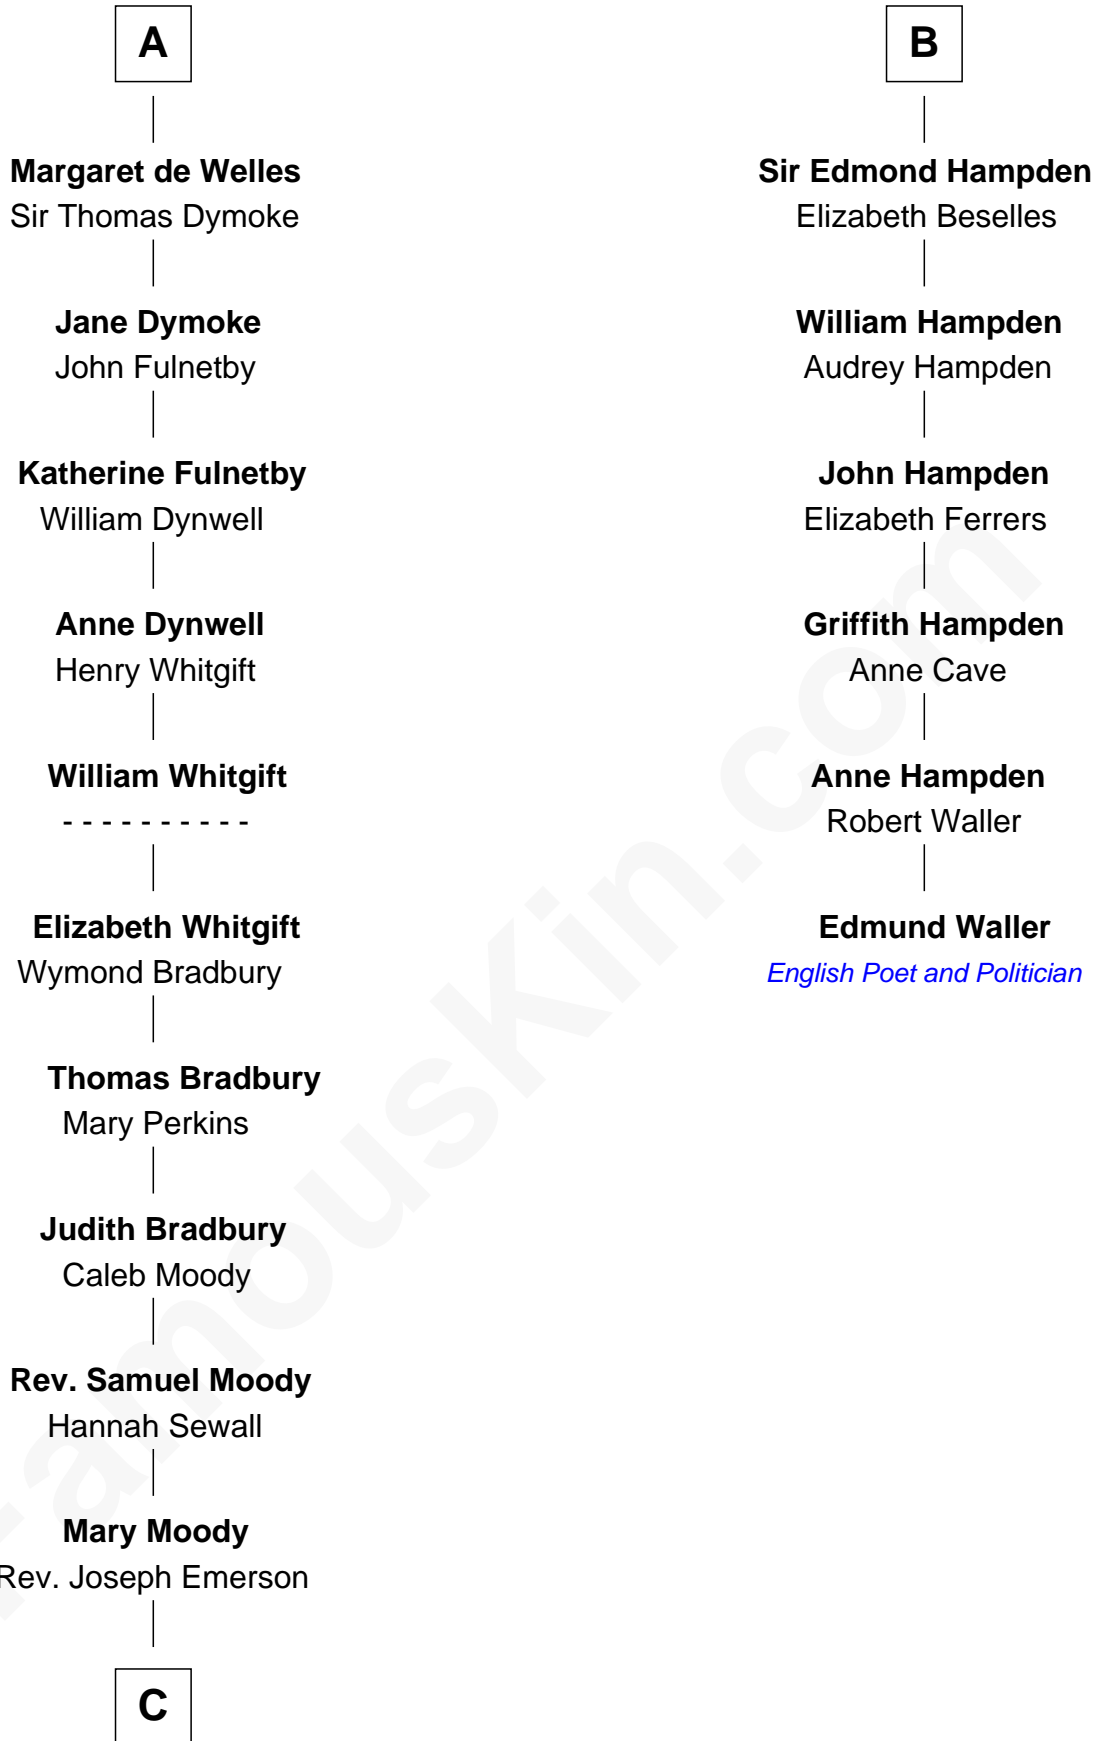 A
Margaret de Welles
Sir Thomas Dymoke
Jane Dymoke
John Fulnetby
Katherine Fulnetby
William Dynwell
Anne Dynwell
Henry Whitgift
William Whitgift
- - - - - - - - - -
Elizabeth Whitgift
Wymond Bradbury
Thomas Bradbury
Mary Perkins
Judith Bradbury
Caleb Moody
Rev. Samuel Moody
Hannah Sewall
Mary Moody
Rev. Joseph Emerson
C
B
Sir Edmond Hampden
Elizabeth Beselles
William Hampden
Audrey Hampden
John Hampden
Elizabeth Ferrers
Griffith Hampden
Anne Cave
Anne Hampden
Robert Waller
Edmund Waller
English Poet and Politician
FamousKin.com